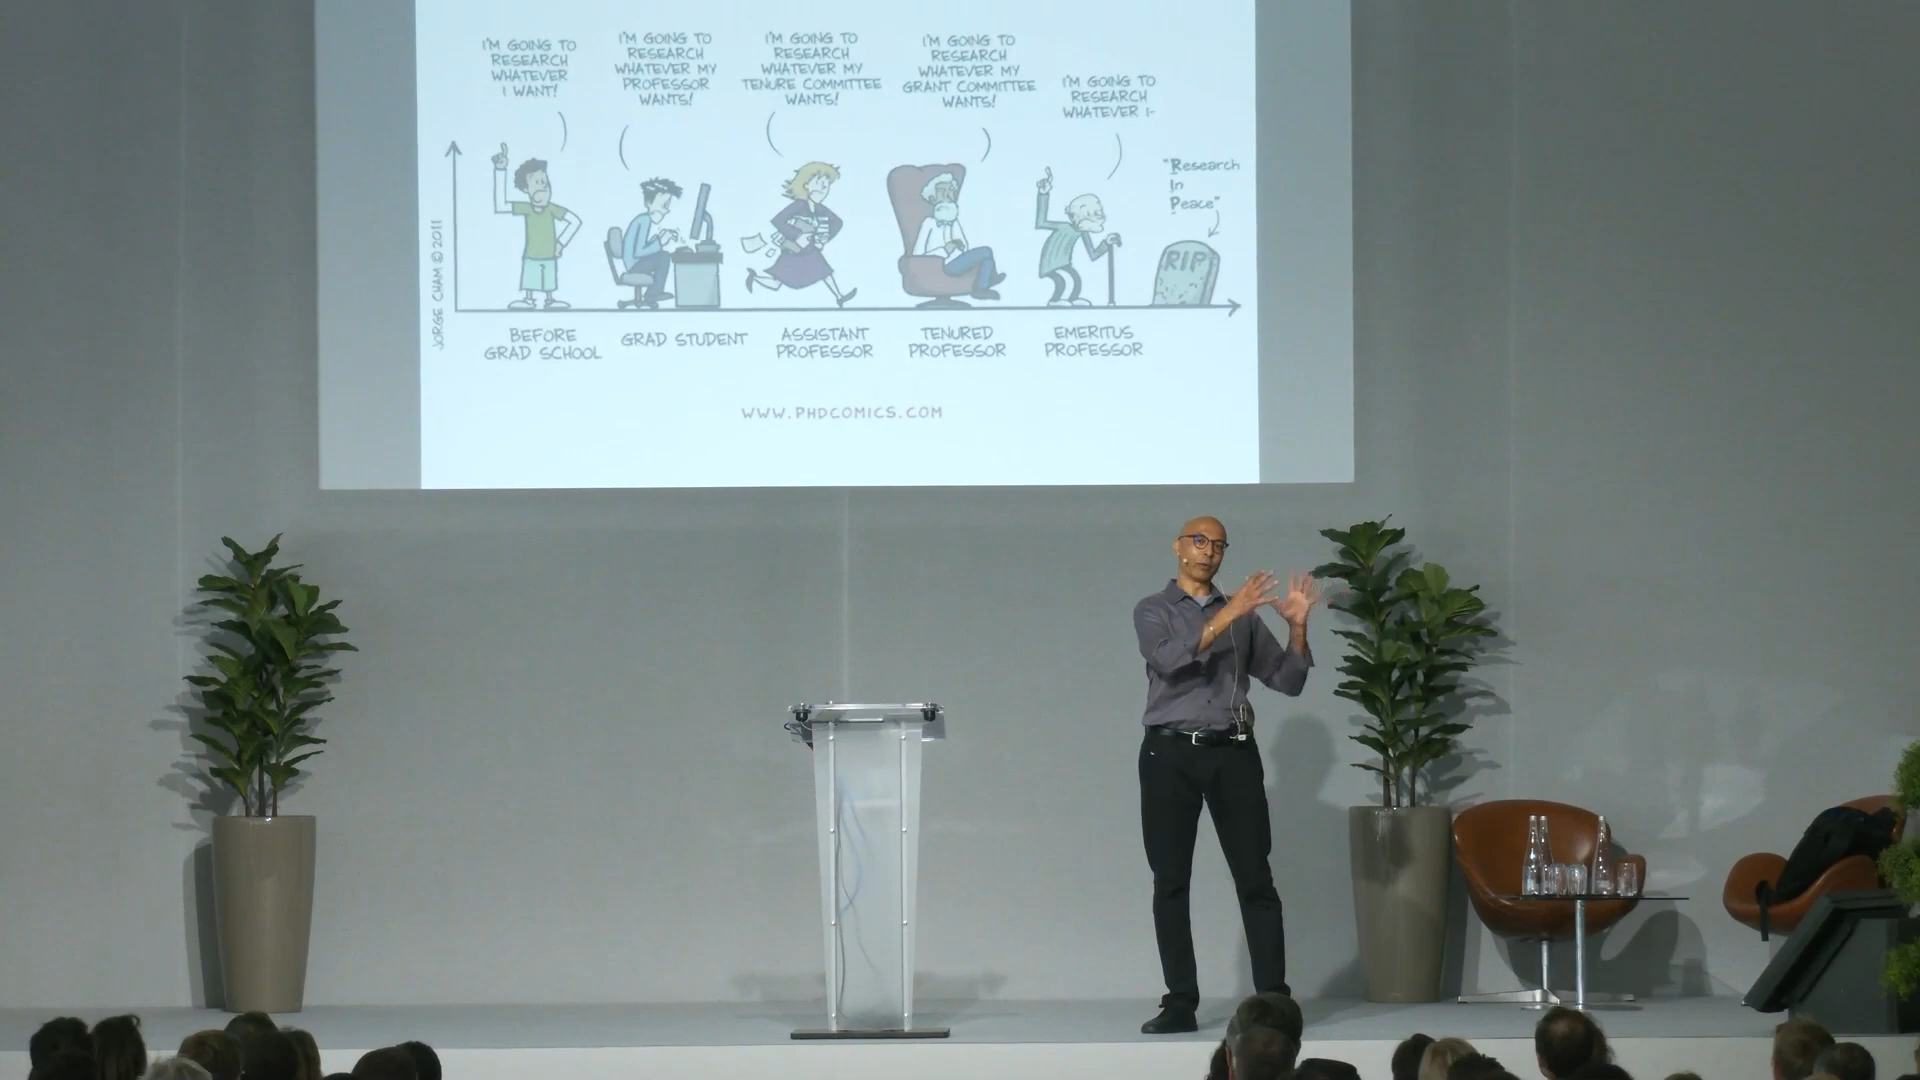 I'M GOING TO
RESEARCH
WHATEVER
I WANT!
I'M GOING TO
RESEARCH
WHATEVER MY
PROFESSOR
WANTS!
I'M GOING TO
RESEARCH
WHATEVER MY
TENURE COMMITTEE
WANTS!
I'M GOING TO
RESEARCH
WHATEVER MY
GRANT COMMITTEE
WANTS!
I'M GOING TO
RESEARCH
WHATEVER I-
"Research
In
Peace"
RIP
JORGE CHAM © 2011
BEFORE
GRAD SCHOOL
GRAD STUDENT
ASSISTANT
PROFESSOR
TENURED
PROFESSOR
EMERITUS
PROFESSOR
WWW.PHDCOMICS.COM